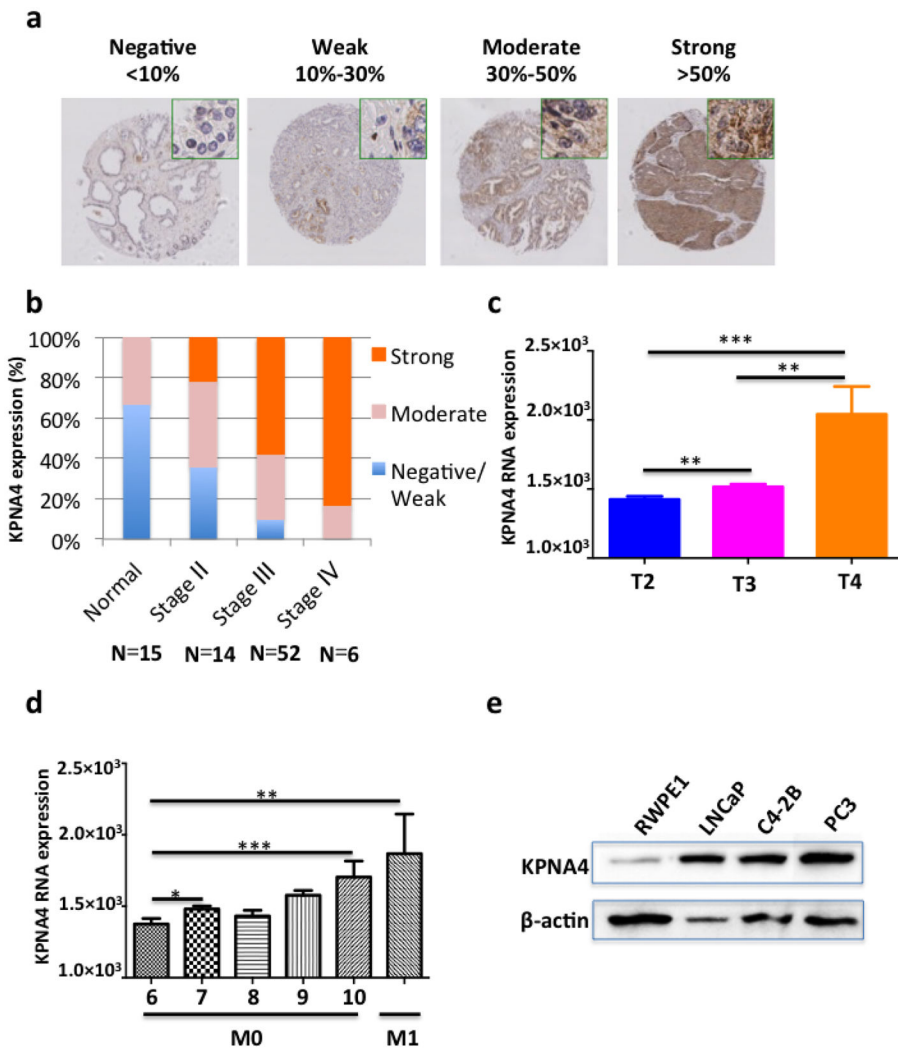 a
Negative Weak Moderate Strong
<10% 10%-30% 30%-50% >50%
b
KPNA4 expression (%)
100%
80%
60%
40%
20%
0%
Strong
Moderate
Negative/
Weak
Normal Stage II Stage III Stage IV
N=15 N=14 N=52 N=6
c
KPNA4 RNA expression
2.5×10³
2.0×10³
1.5×10³
1.0×10³
***
**
**
T2 T3 T4
d
KPNA4 RNA expression
2.5×10³
2.0×10³
1.5×10³
1.0×10³
**
***
*
6 7 8 9 10
M0 M1
e
RWPE1 LNCaP C4-2B PC3
KPNA4
β-actin